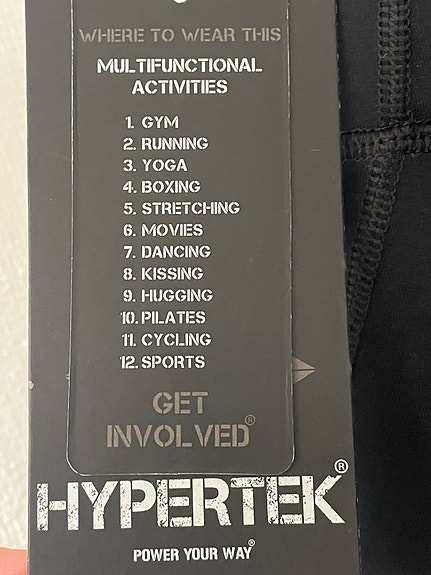 WHERE TO WEAR THIS
MULTIFUNCTIONAL
ACTIVITIES
1. GYM
2. RUNNING
3. YOGA
4. BOXING
5. STRETCHING
6. MOVIES
7. DANCING
8. KISSING
9. HUGGING
10. PILATES
11. CYCLING
12. SPORTS
GET
INVOLVED®
HYPERTEK®
POWER YOUR WAY®